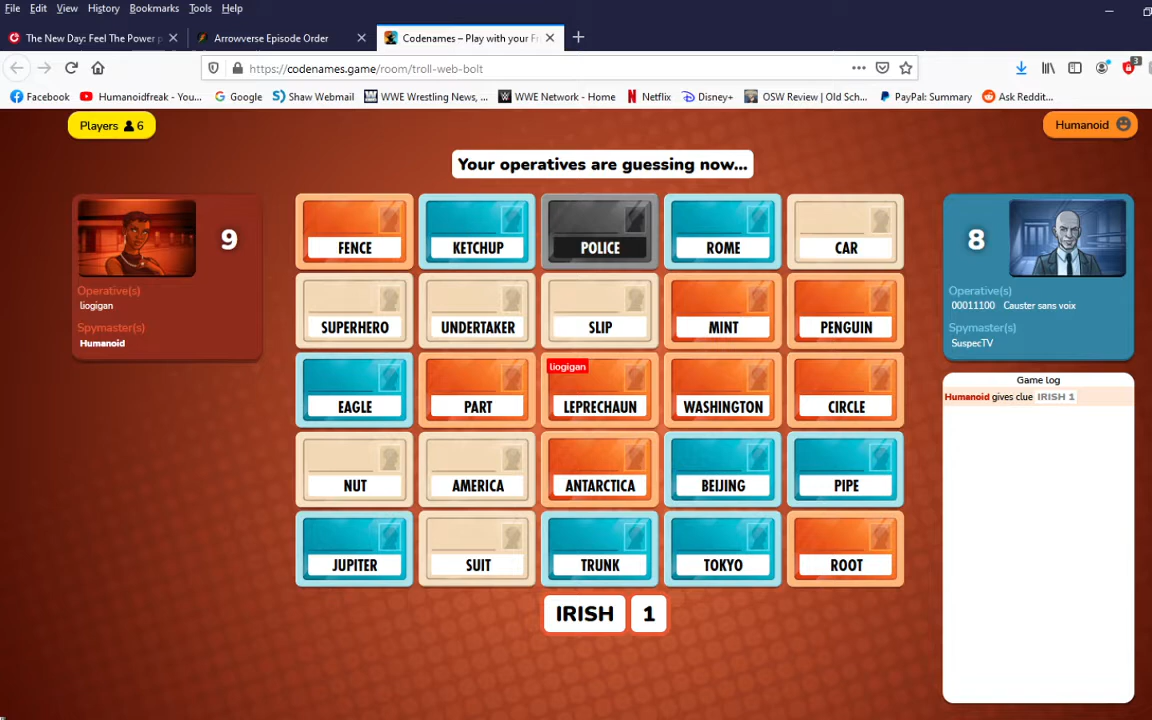 File Edit View History Bookmarks Tools Help
The New Day: Feel The Power p
Arrowverse Episode Order
Codenames – Play with your Fr
https://codenames.game/room/troll-web-bolt
3
Facebook Humanoidfreak - You... Google Shaw Webmail WWE Wrestling News, ... WWE Network - Home Netflix Disney+ OSW Review | Old Sch... PayPal: Summary Ask Reddit...
Players 6
Humanoid
Your operatives are guessing now...
9
Operative(s)
liogigan
Spymaster(s)
Humanoid
FENCE KETCHUP POLICE ROME CAR
SUPERHERO UNDERTAKER SLIP MINT PENGUIN
liogigan
EAGLE PART LEPRECHAUN WASHINGTON CIRCLE
NUT AMERICA ANTARCTICA BEIJING PIPE
JUPITER SUIT TRUNK TOKYO ROOT
IRISH 1
8
Operative(s)
00011100 Causter sans voix
Spymaster(s)
SuspecTV
Game log
Humanoid gives clue IRISH 1